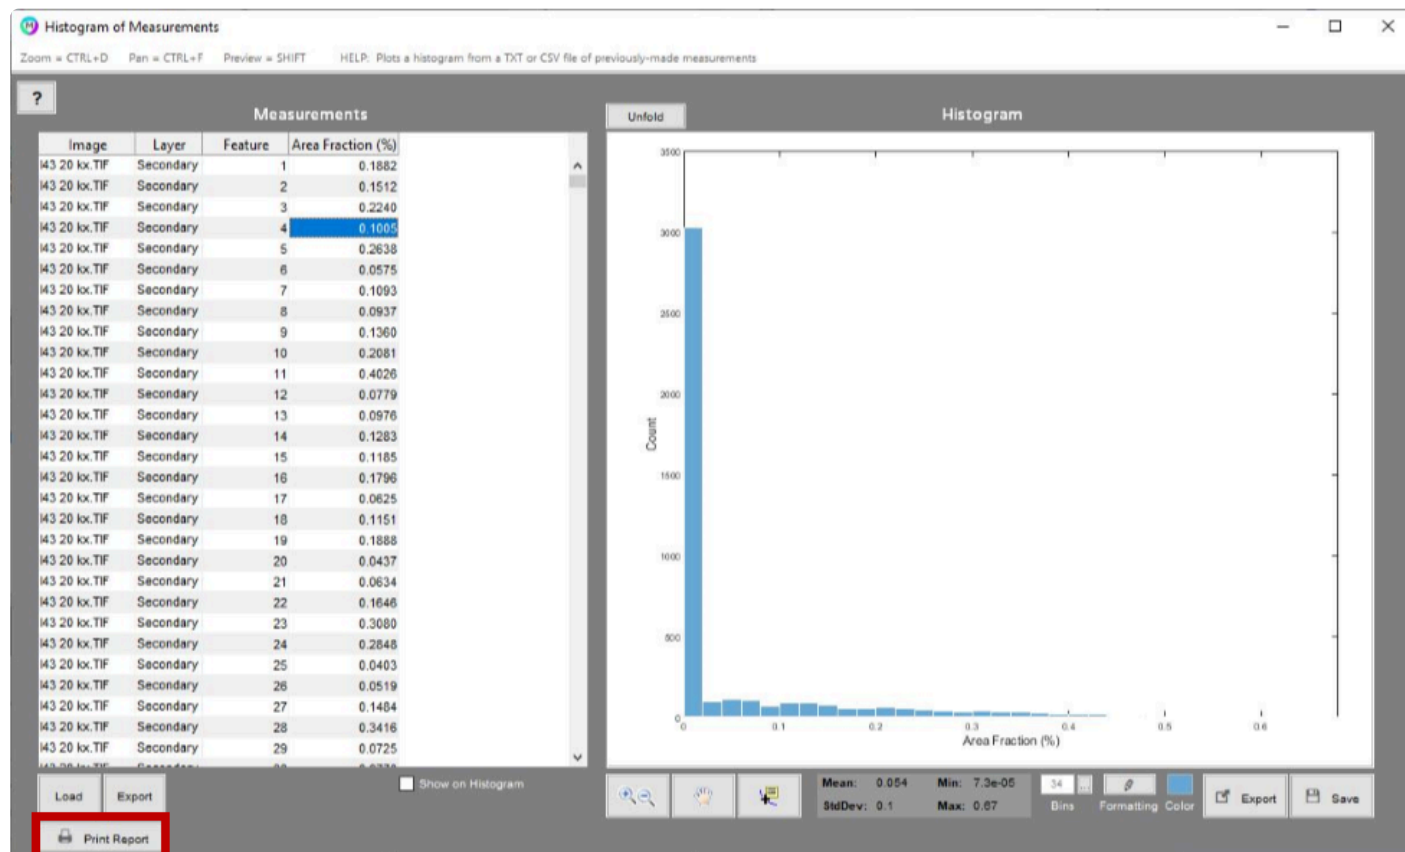 Histogram of Measurements
Zoom = CTRL+D Pan = CTRL+F Preview = SHIFT HELP: Plots a histogram from a TXT or CSV file of previously-made measurements
?
Measurements
Image Layer Feature Area Fraction (%)
I43 20 kx.TIF Secondary 1 0.1882
I43 20 kx.TIF Secondary 2 0.1512
I43 20 kx.TIF Secondary 3 0.2240
I43 20 kx.TIF Secondary 4 0.1005
I43 20 kx.TIF Secondary 5 0.2638
I43 20 kx.TIF Secondary 6 0.0575
I43 20 kx.TIF Secondary 7 0.1093
I43 20 kx.TIF Secondary 8 0.0937
I43 20 kx.TIF Secondary 9 0.1360
I43 20 kx.TIF Secondary 10 0.2081
I43 20 kx.TIF Secondary 11 0.4026
I43 20 kx.TIF Secondary 12 0.0779
I43 20 kx.TIF Secondary 13 0.0976
I43 20 kx.TIF Secondary 14 0.1283
I43 20 kx.TIF Secondary 15 0.1185
I43 20 kx.TIF Secondary 16 0.1796
I43 20 kx.TIF Secondary 17 0.0625
I43 20 kx.TIF Secondary 18 0.1151
I43 20 kx.TIF Secondary 19 0.1888
I43 20 kx.TIF Secondary 20 0.0437
I43 20 kx.TIF Secondary 21 0.0634
I43 20 kx.TIF Secondary 22 0.1646
I43 20 kx.TIF Secondary 23 0.3080
I43 20 kx.TIF Secondary 24 0.2848
I43 20 kx.TIF Secondary 25 0.0403
I43 20 kx.TIF Secondary 26 0.0519
I43 20 kx.TIF Secondary 27 0.1484
I43 20 kx.TIF Secondary 28 0.3416
I43 20 kx.TIF Secondary 29 0.0725
Load Export
Show on Histogram
Print Report
Unfold
Histogram
3500
3000
2500
2000
1500
1000
500
0
Count
0 0.1 0.2 0.3 0.4 0.5 0.6
Area Fraction (%)
Mean: 0.054 Min: 7.3e-05
StdDev: 0.1 Max: 0.67
34 ...
Bins Formatting Color
Export
Save